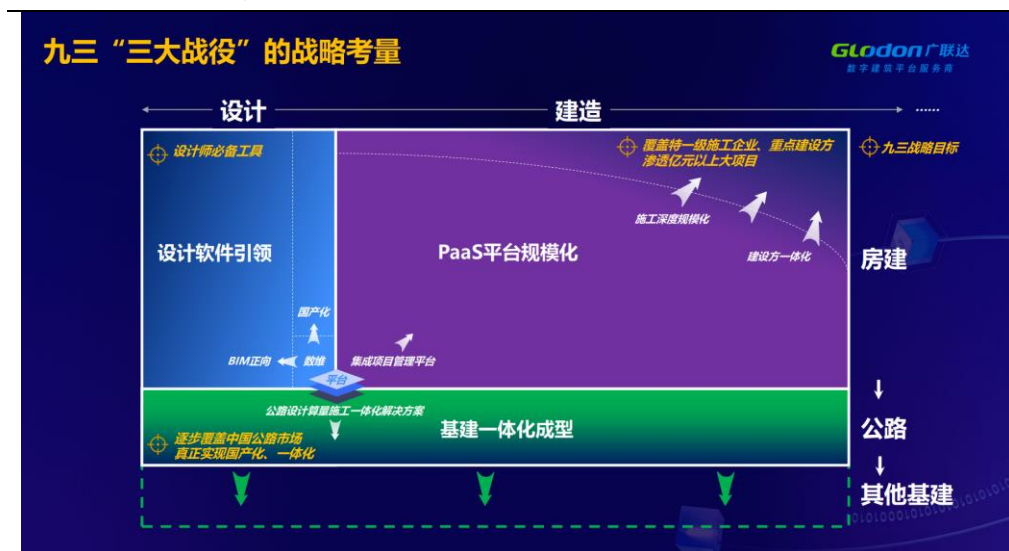 九三“三大战役”的战略考量
GLodon广联达
数字建筑平台服务商
设计
建造
......
设计师必备工具
覆盖特一级施工企业、重点建设方
渗透亿元以上大项目
九三战略目标
施工深度规模化
设计软件引领
PaaS平台规模化
建设方一体化
房建
国产化
BIM正向
数维
集成项目管理平台
平台
公路设计算量施工一体化解决方案
基建一体化成型
公路
逐步覆盖中国公路市场
真正实现国产化、一体化
其他基建